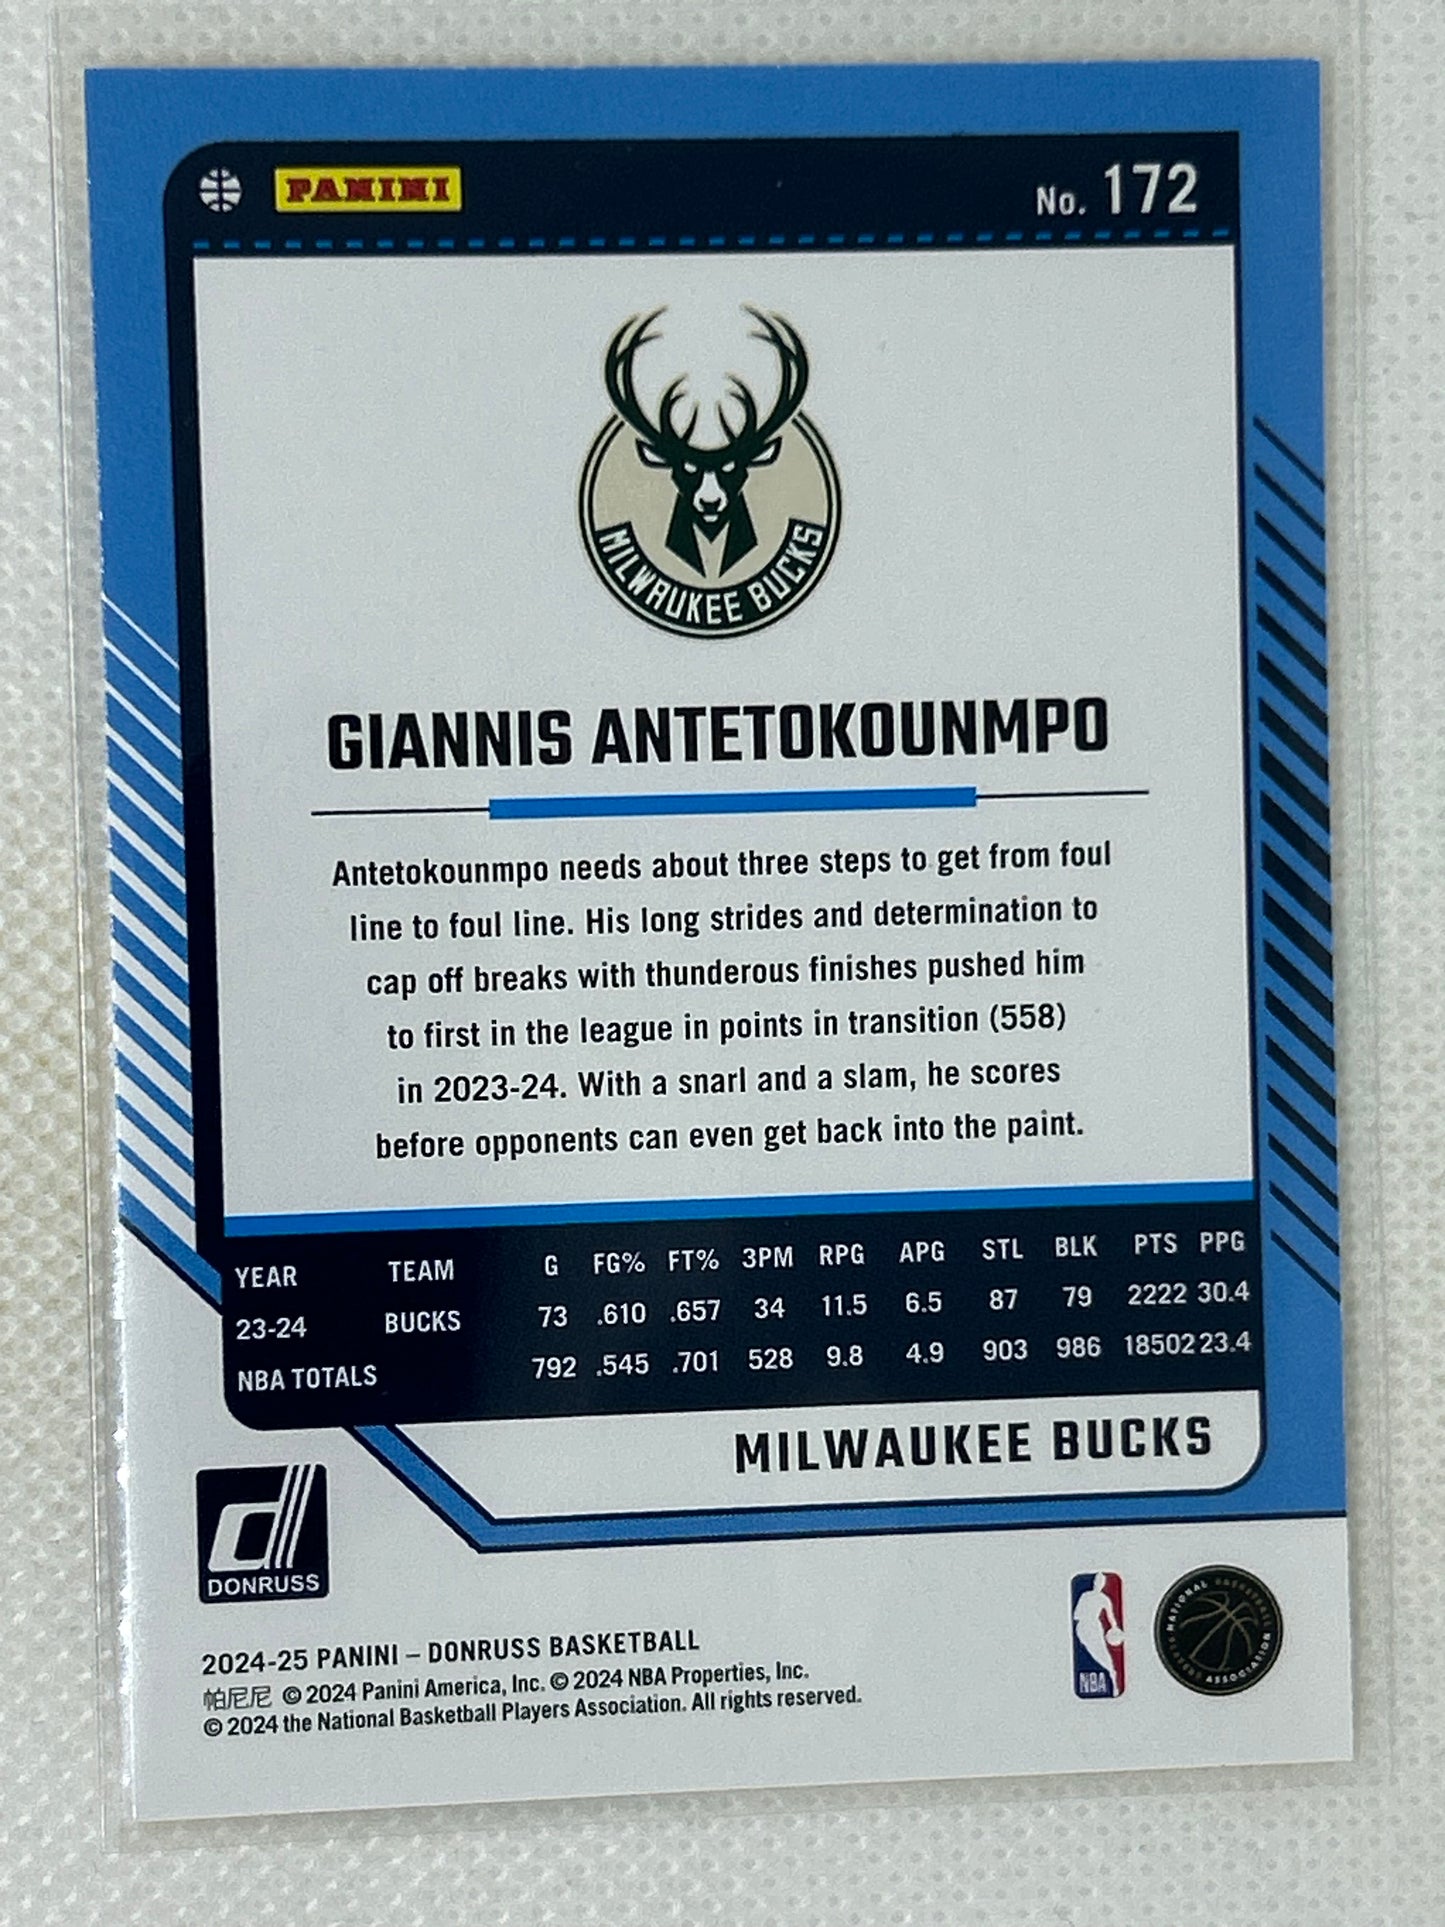 PANINI
No. 172
MILWAUKEE BUCKS
GIANNIS ANTETOKOUNMPO
Antetokounmpo needs about three steps to get from foul
line to foul line. His long strides and determination to
cap off breaks with thunderous finishes pushed him
to first in the league in points in transition (558)
in 2023-24. With a snarl and a slam, he scores
before opponents can even get back into the paint.
YEAR TEAM G FG% FT% 3PM RPG APG STL BLK PTS PPG
23-24 BUCKS 73 .610 .657 34 11.5 6.5 87 79 2222 30.4
NBA TOTALS 792 .545 .701 528 9.8 4.9 903 986 18502 23.4
MILWAUKEE BUCKS
DONRUSS
2024-25 PANINI – DONRUSS BASKETBALL
帕尼尼 © 2024 Panini America, Inc. © 2024 NBA Properties, Inc.
© 2024 the National Basketball Players Association. All rights reserved.
NBA
NATIONAL BASKETBALL PLAYERS ASSOCIATION